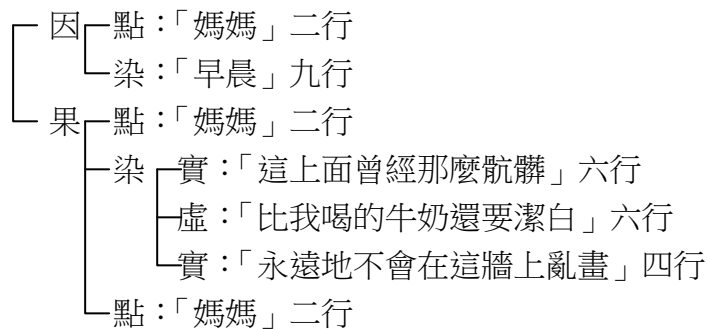 因 點：「媽媽」二行
染：「早晨」九行
果 點：「媽媽」二行
染 實：「這上面曾經那麼骯髒」六行
虛：「比我喝的牛奶還要潔白」六行
實：「永遠地不會在這牆上亂畫」四行
點：「媽媽」二行